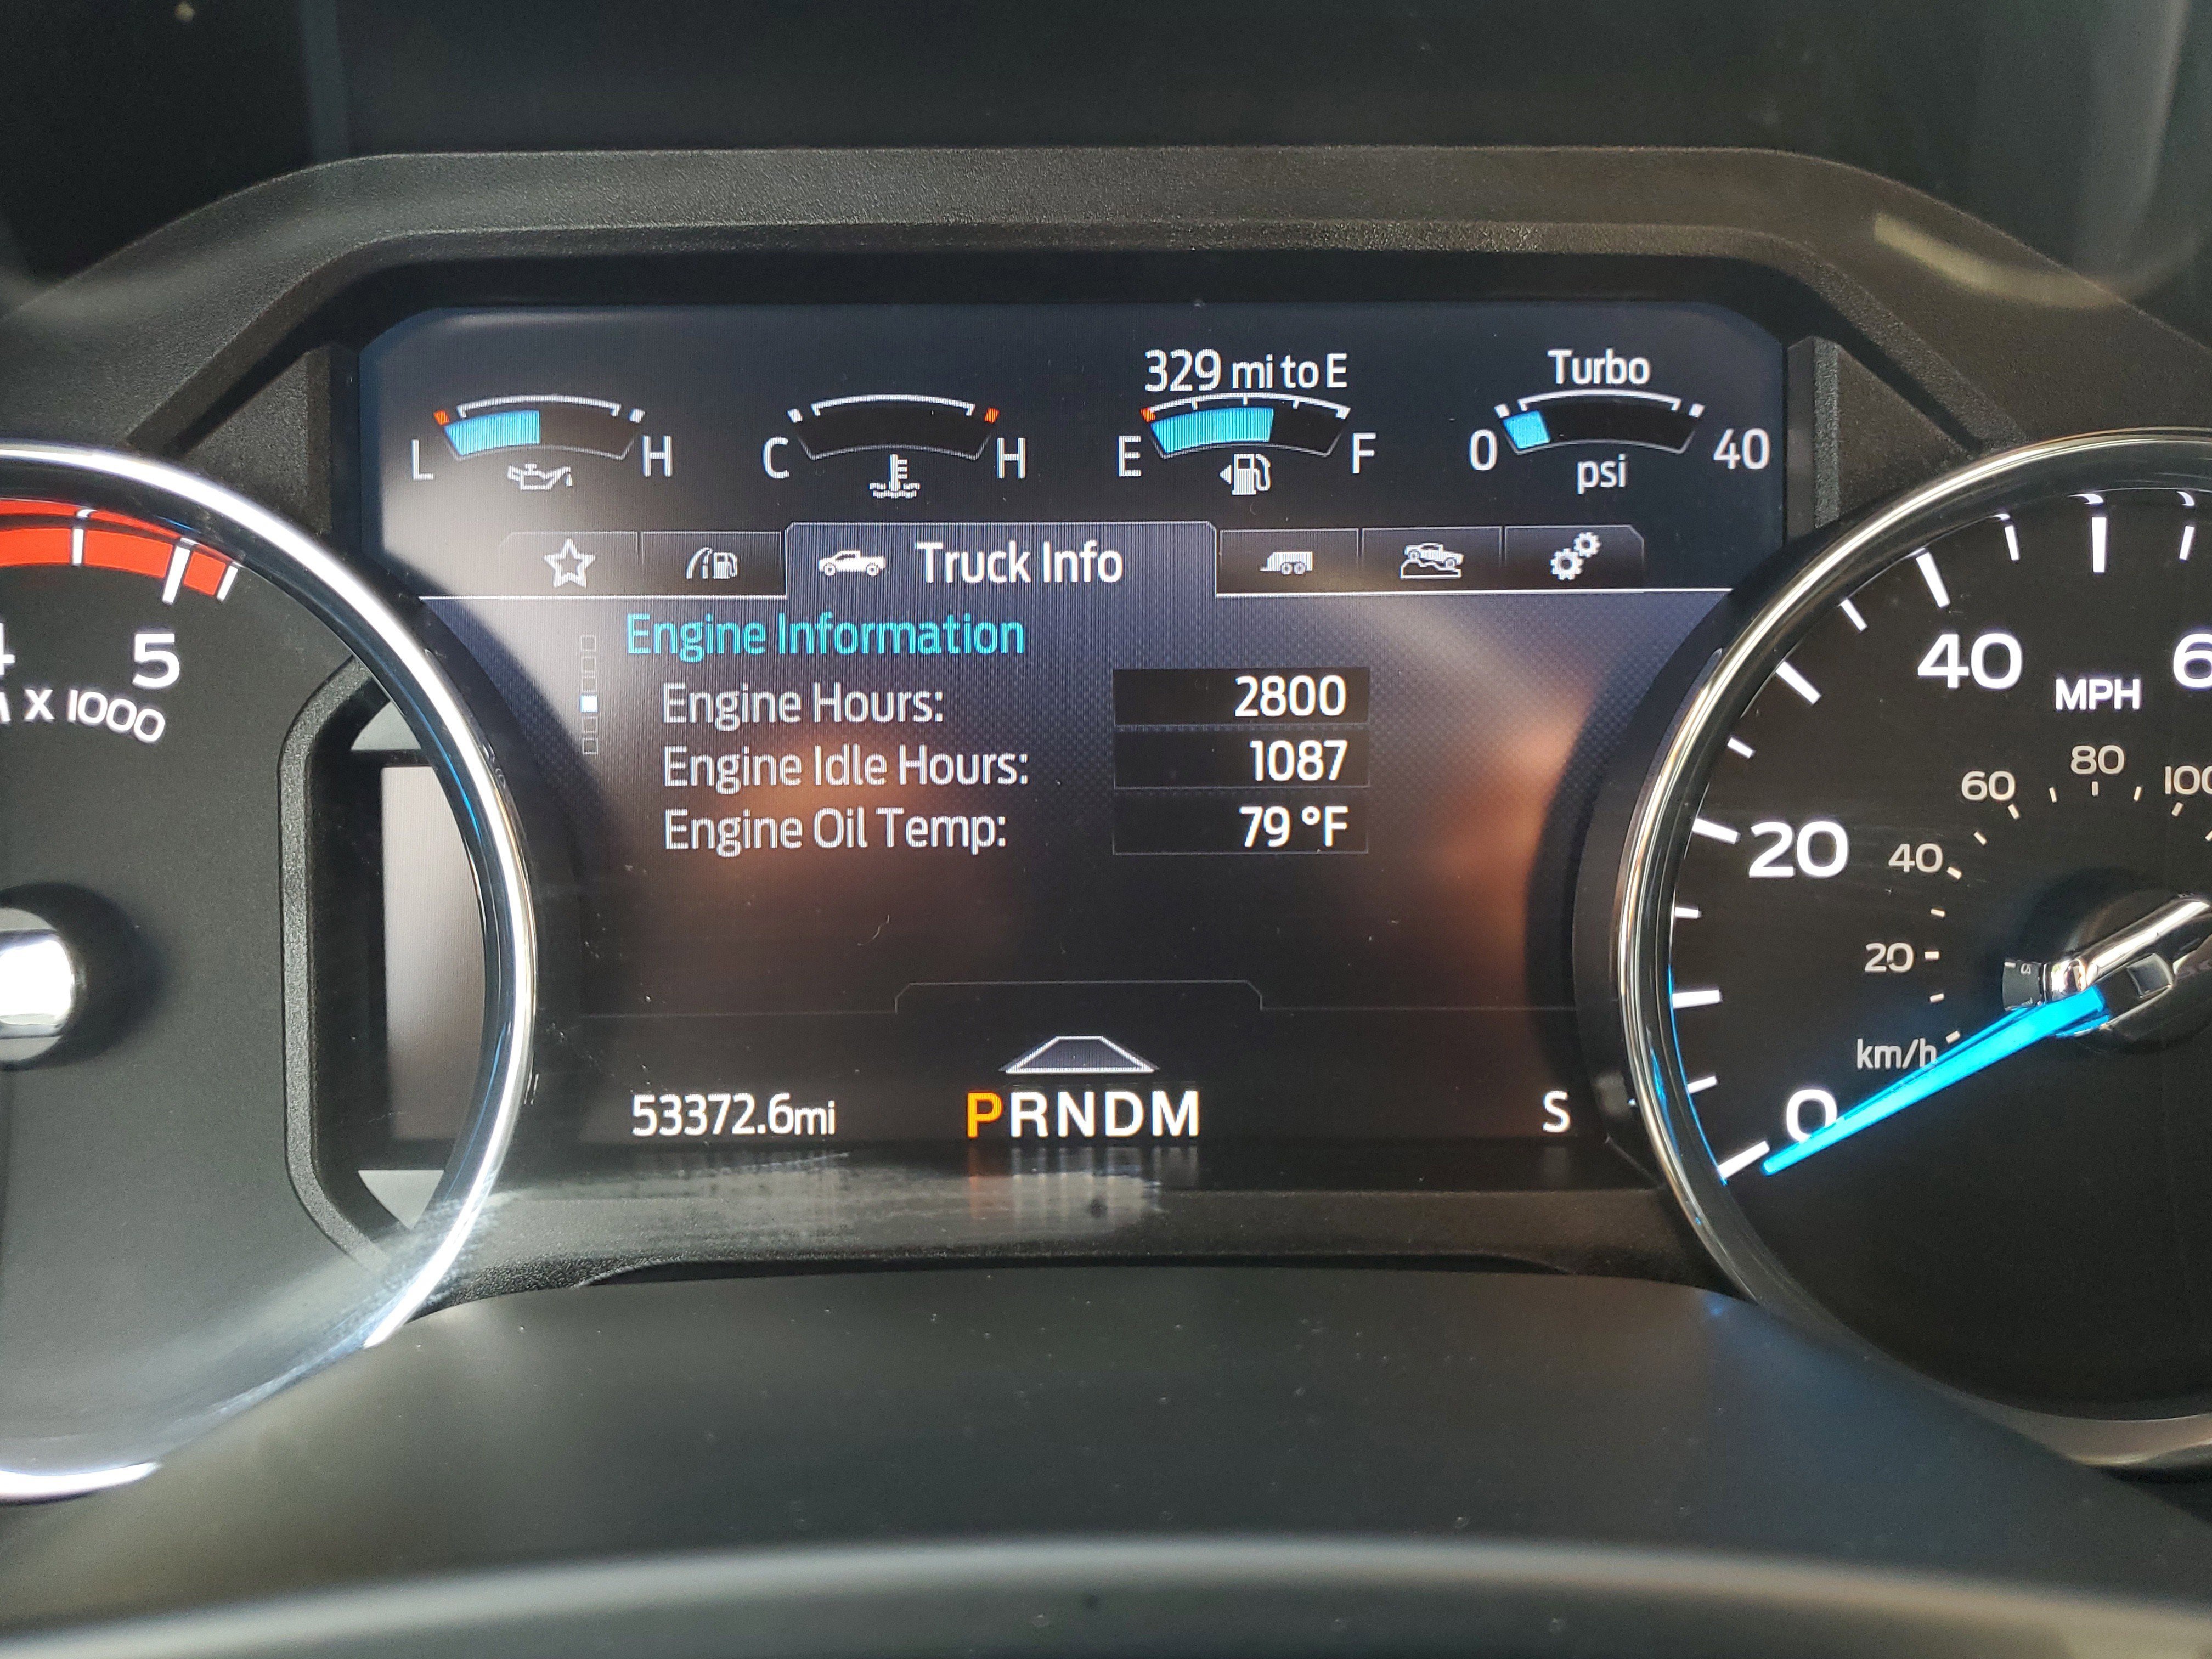 329 mi to E
Turbo
L H
C H
E F
0 40
psi
Truck Info
Engine Information
Engine Hours: 2800
Engine Idle Hours: 1087
Engine Oil Temp: 79 °F
53372.6mi
PRNDM
S
5
X 1000
40
MPH
20
0
80
60
40
20
km/h